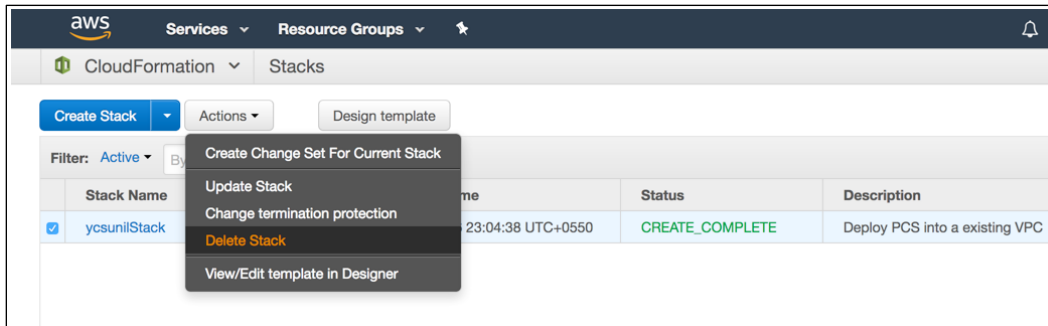 aws Services Resource Groups
CloudFormation Stacks
Create Stack Actions Design template
Create Change Set For Current Stack
Filter: Active By
Update Stack
Stack Name me Status Description
Change termination protection
ycsunilStack 23:04:38 UTC+0550 CREATE_COMPLETE Deploy PCS into a existing VPC
Delete Stack
View/Edit template in Designer